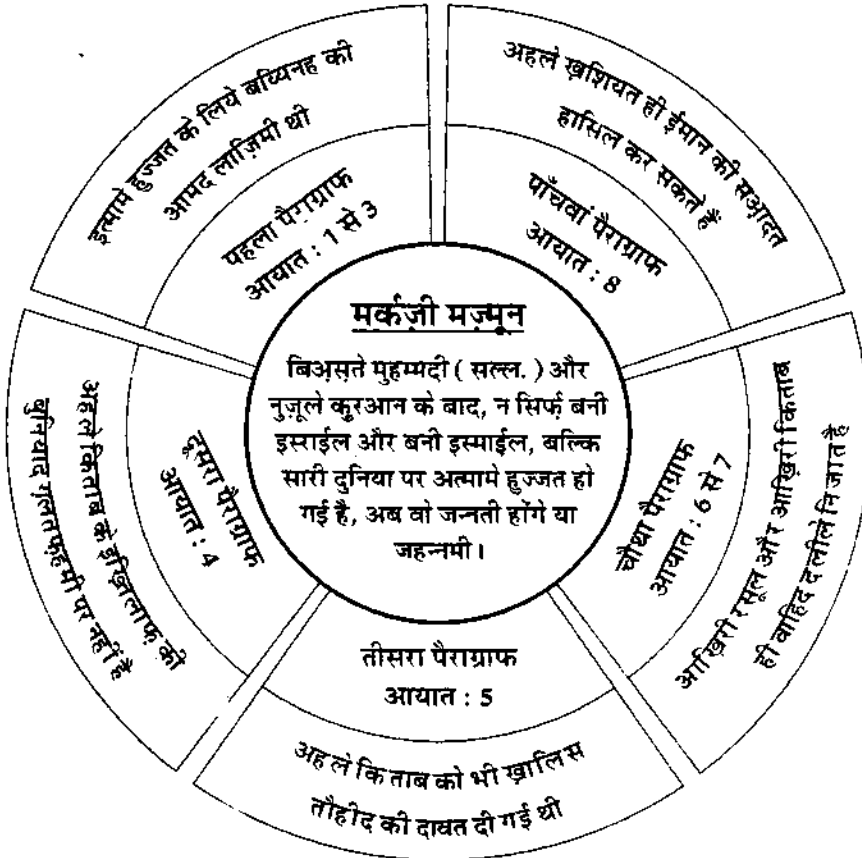 इत्मामे हुज्जत के लिये बय्यिनह की
आमद लाज़िमी थी
पहला पैराग्राफ
आयात : 1 से 3
अहले ख़शियत ही ईमान की सआ़दत
हासिल कर सकते हैं
पाँचवां पैराग्राफ
आयात : 8
मर्कज़ी मज़्मून
बिअ़सते मुहम्मदी ( सल्ल. ) और
नुज़ूले कुरआन के बाद, न सिर्फ़ बनी
इस्राईल और बनी इस्माईल, बल्कि
सारी दुनिया पर अत्मामे हुज्जत हो
गई है, अब वो जन्नती होंगे या
जहन्नमी।
दूसरा पैराग्राफ
आयात : 4
अहले किताब के इख़्तिलाफ़ की
बुनियाद ग़लतफ़हमी पर नहीं है
चौथा पैराग्राफ
आयात : 6 से 7
आख़िरी रसूल और आख़िरी किताब
ही वाहिद दलीले निजात है
तीसरा पैराग्राफ
आयात : 5
अहले किताब को भी ख़ालिस
तौहीद की दावत दी गई थी